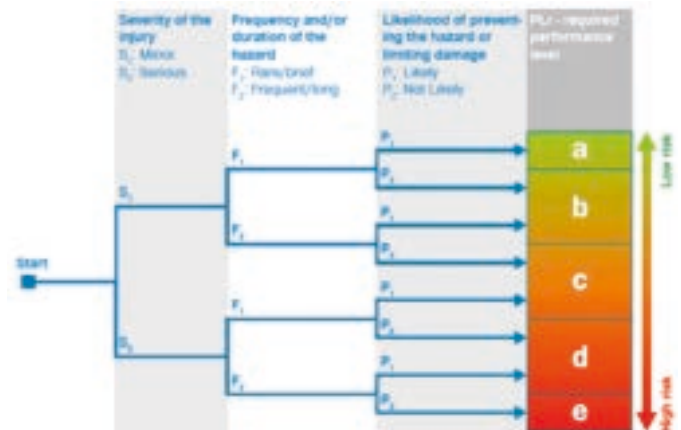 Severity of the
injury
S₁: Minor
S₂: Serious
Frequency and/or
duration of the
hazard
F₁: Rare/brief
F₂: Frequent/long
Likelihood of prevent-
ing the hazard or
limiting damage
P₁: Likely
P₂: Not Likely
PLr - required
performance
level
Start
S₁
S₂
F₁
F₂
F₁
F₂
P₁
P₂
P₁
P₂
P₁
P₂
P₁
P₂
a
b
c
d
e
Low risk
High risk